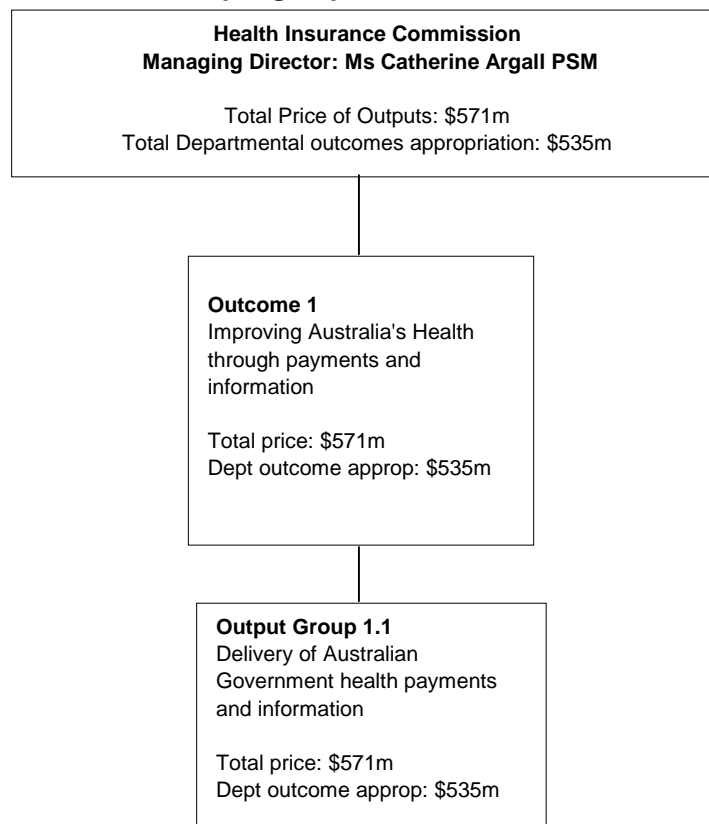 Health Insurance Commission
Managing Director: Ms Catherine Argall PSM
Total Price of Outputs: $571m
Total Departmental outcomes appropriation: $535m
Outcome 1
Improving Australia's Health
through payments and
information
Total price: $571m
Dept outcome approp: $535m
Output Group 1.1
Delivery of Australian
Government health payments
and information
Total price: $571m
Dept outcome approp: $535m